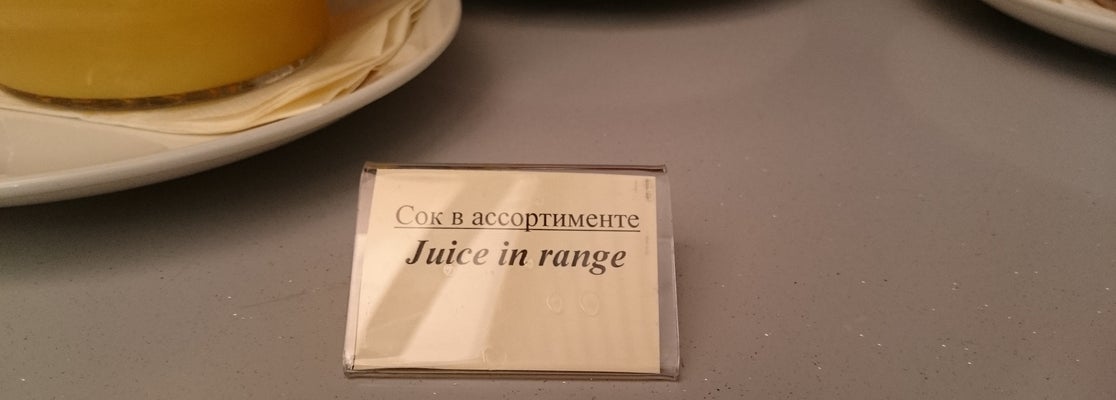 Сок в ассортименте
Juice in range